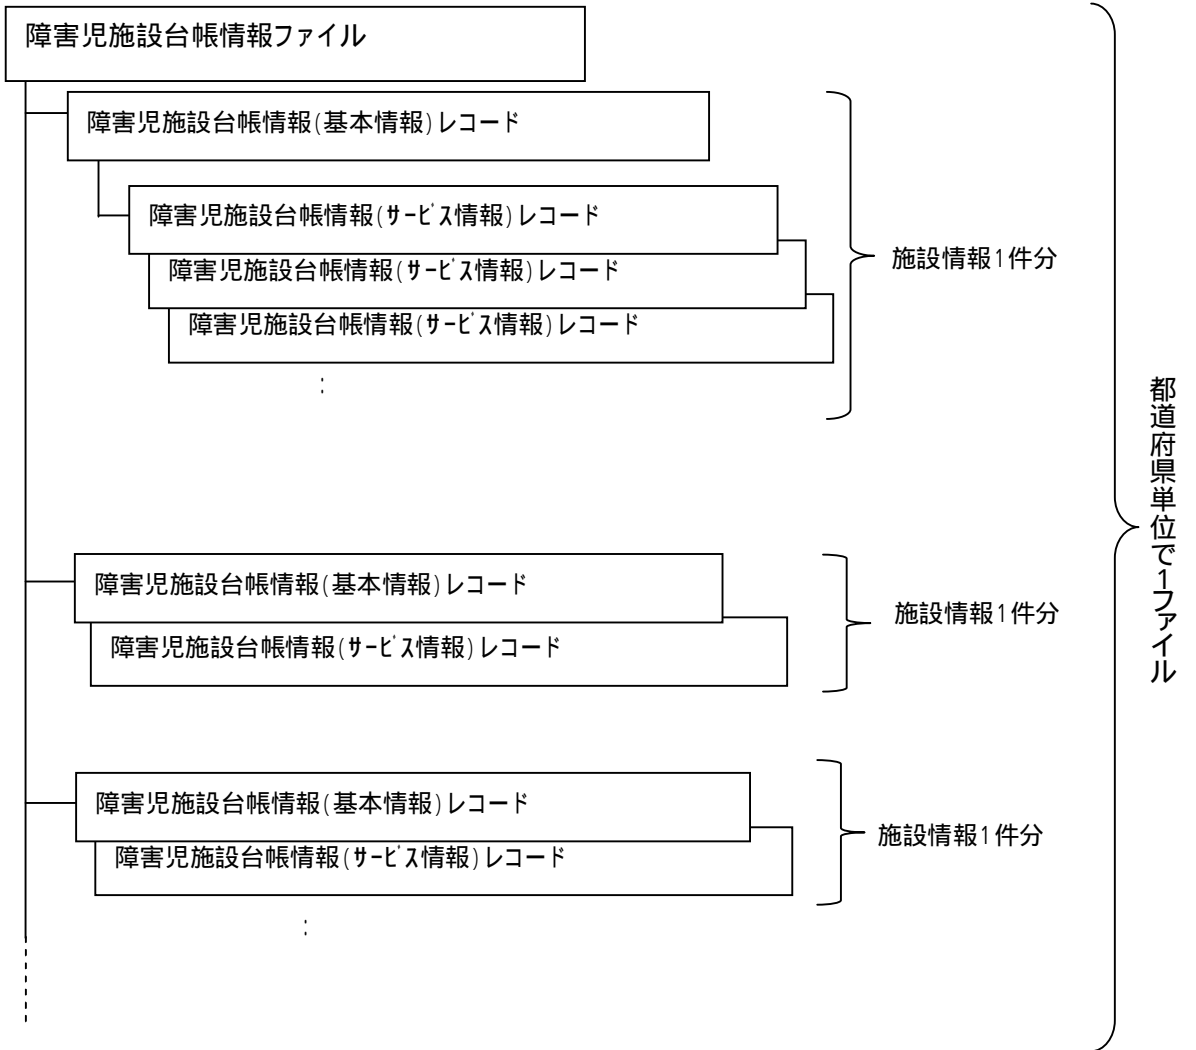 障害児施設台帳情報ファイル
障害児施設台帳情報(基本情報)レコード
障害児施設台帳情報(ｻｰﾋﾞｽ情報)レコード
障害児施設台帳情報(ｻｰﾋﾞｽ情報)レコード
障害児施設台帳情報(ｻｰﾋﾞｽ情報)レコード
:
施設情報1件分
障害児施設台帳情報(基本情報)レコード
障害児施設台帳情報(ｻｰﾋﾞｽ情報)レコード
施設情報1件分
障害児施設台帳情報(基本情報)レコード
障害児施設台帳情報(ｻｰﾋﾞｽ情報)レコード
:
施設情報1件分
都道府県単位で1ファイル